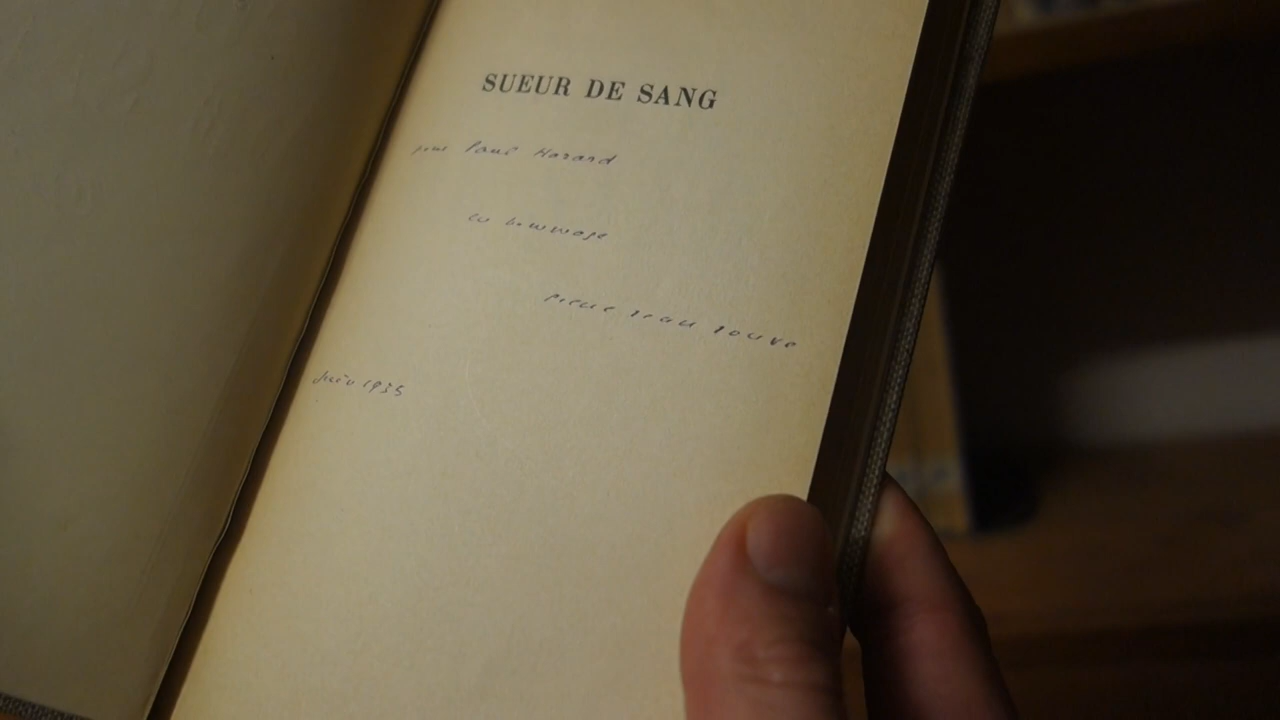 SUEUR DE SANG
pour Paul Hazard
en hommage
Pierre Jean Jouve
Juin 1935